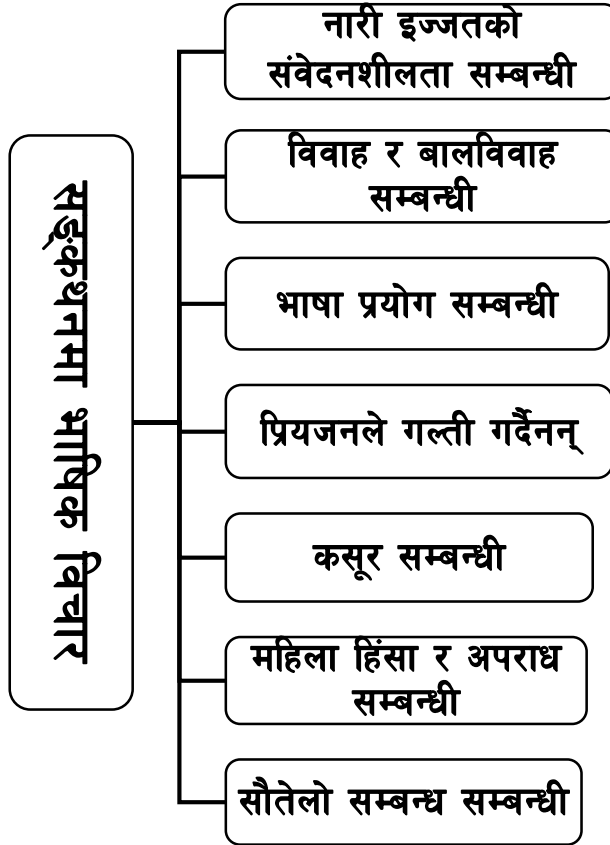 सङ्कथनमा भाषिक विचार
नारी इज्जतको
संवेदनशीलता सम्बन्धी
विवाह र बालविवाह
सम्बन्धी
भाषा प्रयोग सम्बन्धी
प्रियजनले गल्ती गर्दैनन्
कसूर सम्बन्धी
महिला हिंसा र अपराध
सम्बन्धी
सौतेलो सम्बन्ध सम्बन्धी